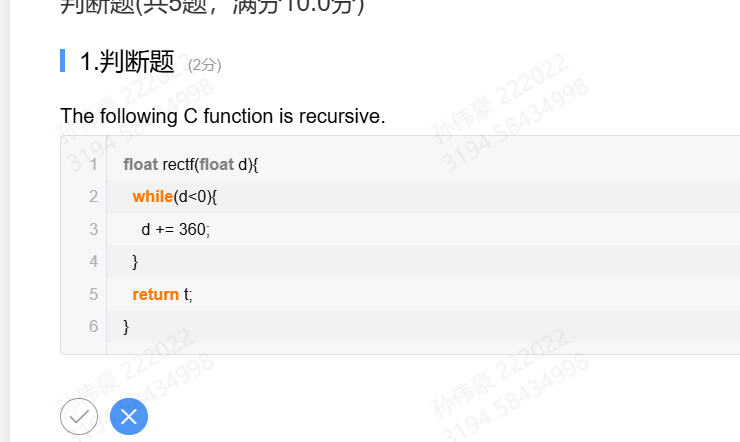 判断题(共5题，满分10.0分)
1.判断题 (2分)
The following C function is recursive.
1 float rectf(float d){
2 while(d<0){
3 d += 360;
4 }
5 return t;
6 }
孙伟豪 222022
3194 58434998
孙伟豪 222022
3194 58434998
孙伟豪 222022
3194 58434998
孙伟豪 222022
3194 58434998